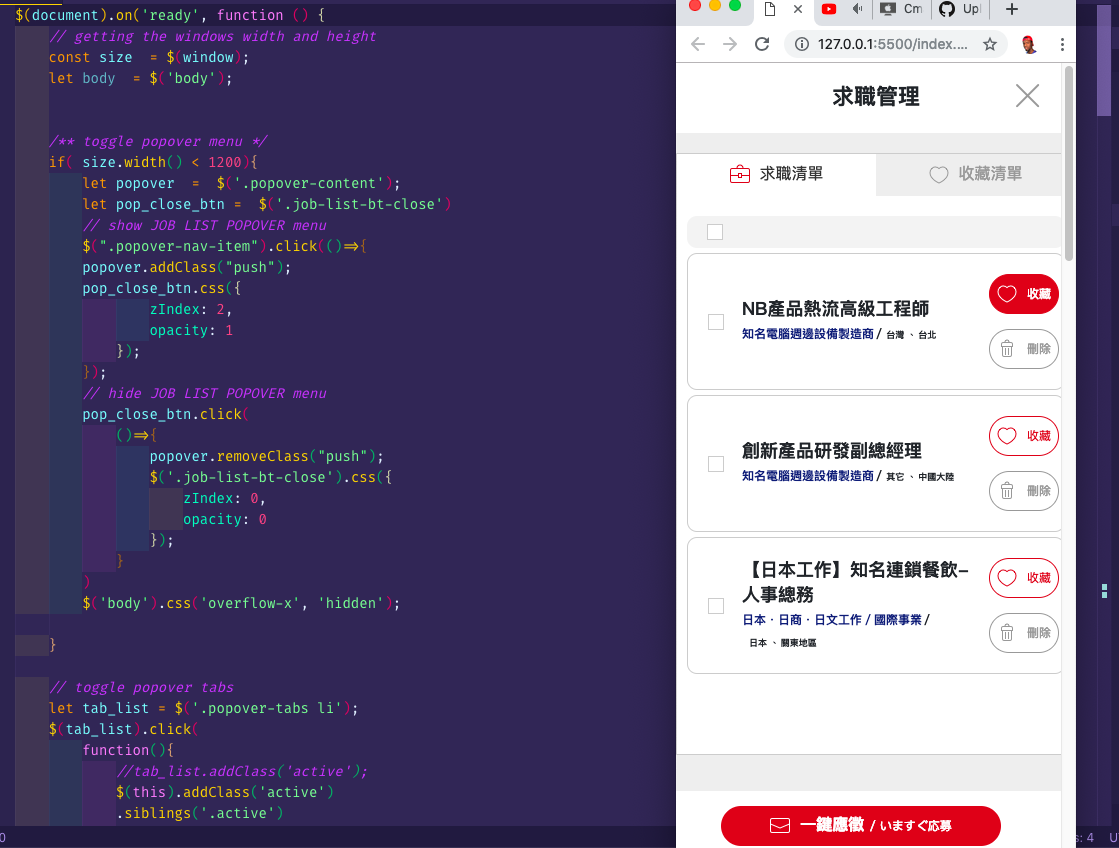 $(document).on('ready', function () {
// getting the windows width and height
const size = $(window);
let body = $('body');
/** toggle popover menu */
if( size.width() < 1200){
let popover = $('.popover-content');
let pop_close_btn = $('.job-list-bt-close')
// show JOB LIST POPOVER menu
$(".popover-nav-item").click(()=>{
popover.addClass("push");
pop_close_btn.css({
zIndex: 2,
opacity: 1
});
});
// hide JOB LIST POPOVER menu
pop_close_btn.click(
()=>{
popover.removeClass("push");
$('.job-list-bt-close').css({
zIndex: 0,
opacity: 0
});
}
)
$('body').css('overflow-x', 'hidden');
}
// toggle popover tabs
let tab_list = $('.popover-tabs li');
$(tab_list).click(
function(){
//tab_list.addClass('active');
$(this).addClass('active')
.siblings('.active')
Cm
Upl
127.0.0.1:5500/index....
求職管理
求職清單
收藏清單
NB產品熱流高級工程師
知名電腦週邊設備製造商 / 台灣 、 台北
收藏
刪除
創新產品研發副總經理
知名電腦週邊設備製造商 / 其它 、 中國大陸
收藏
刪除
【日本工作】知名連鎖餐飲–
人事總務
日本 · 日商 · 日文工作 / 國際事業 /
日本 、 關東地區
收藏
刪除
一鍵應徵 / いますぐ応募
0
s: 4 U